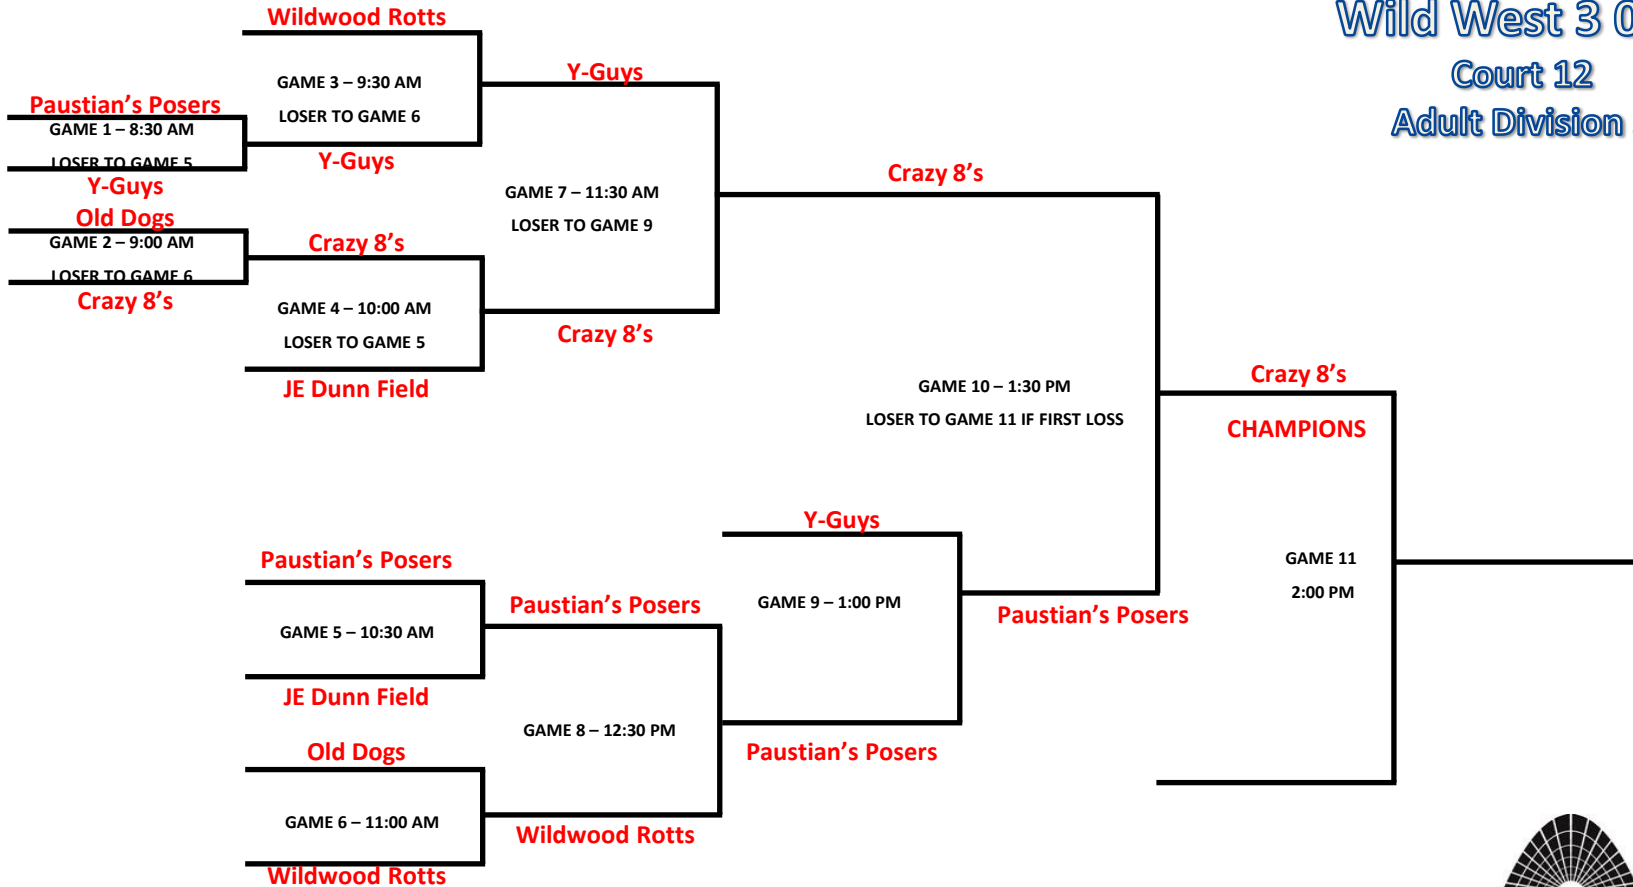 Wildwood Rotts
Wild West 3 0
Court 12
Adult Division
GAME 3 – 9:30 AM
LOSER TO GAME 6
Y-Guys
Paustian's Posers
GAME 1 – 8:30 AM
LOSER TO GAME 5
Y-Guys
Y-Guys
Old Dogs
GAME 2 – 9:00 AM
LOSER TO GAME 6
Crazy 8's
Crazy 8's
GAME 4 – 10:00 AM
LOSER TO GAME 5
JE Dunn Field
GAME 7 – 11:30 AM
LOSER TO GAME 9
Crazy 8's
Crazy 8's
GAME 10 – 1:30 PM
LOSER TO GAME 11 IF FIRST LOSS
Crazy 8's
CHAMPIONS
GAME 11
2:00 PM
Y-Guys
GAME 9 – 1:00 PM
Paustian's Posers
Paustian's Posers
GAME 5 – 10:30 AM
JE Dunn Field
Paustian's Posers
GAME 8 – 12:30 PM
Paustian's Posers
Old Dogs
GAME 6 – 11:00 AM
Wildwood Rotts
Wildwood Rotts